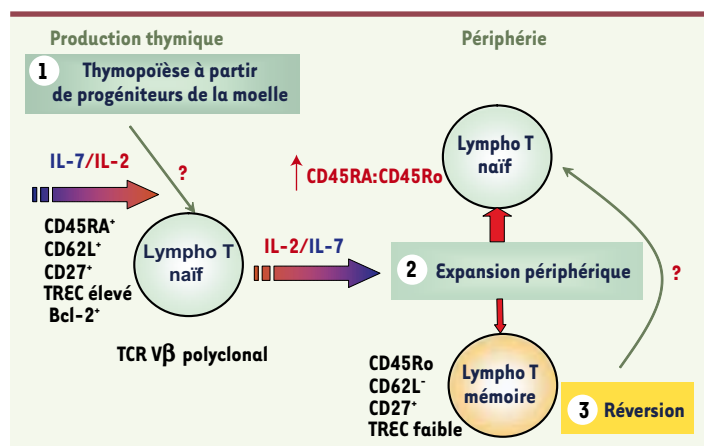 Production thymique
Périphérie
1 Thymopoïèse à partir
de progéniteurs de la moelle
IL-7/IL-2
?
CD45RA+
CD62L+
CD27+
TREC élevé
Bcl-2+
Lympho T
naïf
TCR Vβ polyclonal
IL-2/IL-7
↑ CD45RA:CD45Ro
Lympho T
naïf
2 Expansion périphérique
?
CD45Ro
CD62L-
CD27+
TREC faible
Lympho T
mémoire
3 Réversion